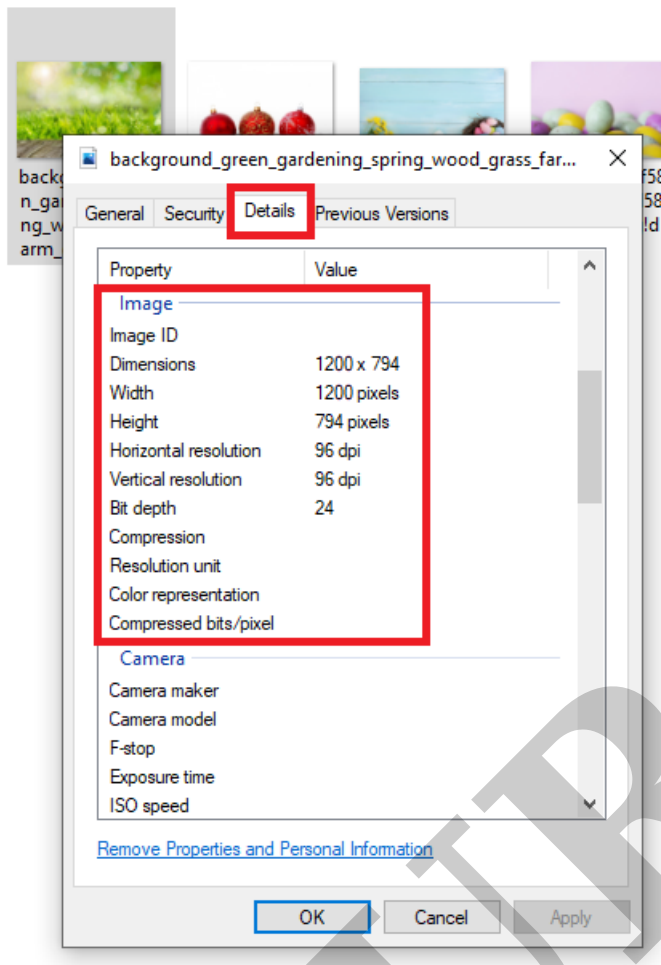 background_green_gardening_spring_wood_grass_far...
General Security Details Previous Versions
Property Value
Image
Image ID
Dimensions 1200 x 794
Width 1200 pixels
Height 794 pixels
Horizontal resolution 96 dpi
Vertical resolution 96 dpi
Bit depth 24
Compression
Resolution unit
Color representation
Compressed bits/pixel
Camera
Camera maker
Camera model
F-stop
Exposure time
ISO speed
Remove Properties and Personal Information
OK Cancel Apply